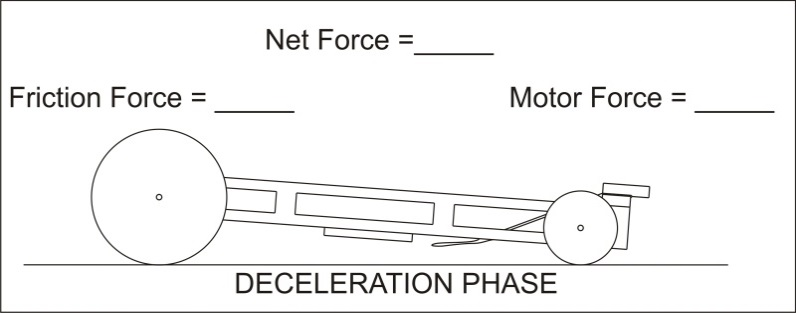 Net Force =_____
Friction Force = _____
Motor Force = _____
DECELERATION PHASE